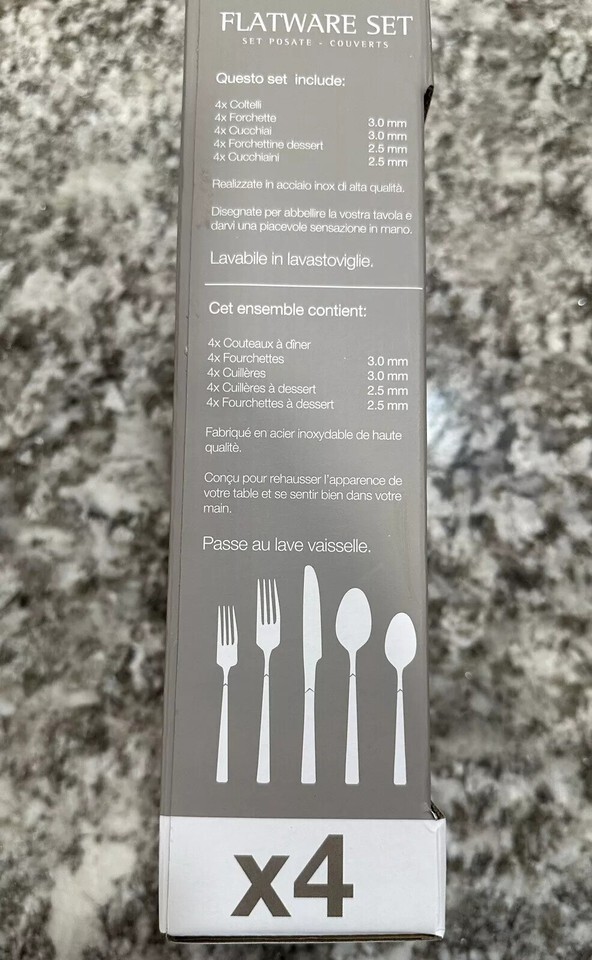 FLATWARE SET
SET POSATE - COUVERTS
Questo set include:
4x Coltelli
4x Forchette 3.0 mm
4x Cucchiai 3.0 mm
4x Forchettine dessert 2.5 mm
4x Cucchiaini 2.5 mm
Realizzate in acciaio inox di alta qualità.
Disegnate per abbellire la vostra tavola e
darvi una piacevole sensazione in mano.
Lavabile in lavastoviglie.
Cet ensemble contient:
4x Couteaux à dîner
4x Fourchettes 3.0 mm
4x Cuillères 3.0 mm
4x Cuillères à dessert 2.5 mm
4x Fourchettes à dessert 2.5 mm
Fabriqué en acier inoxydable de haute
qualité.
Conçu pour rehausser l'apparence de
votre table et se sentir bien dans votre
main.
Passe au lave vaisselle.
x4